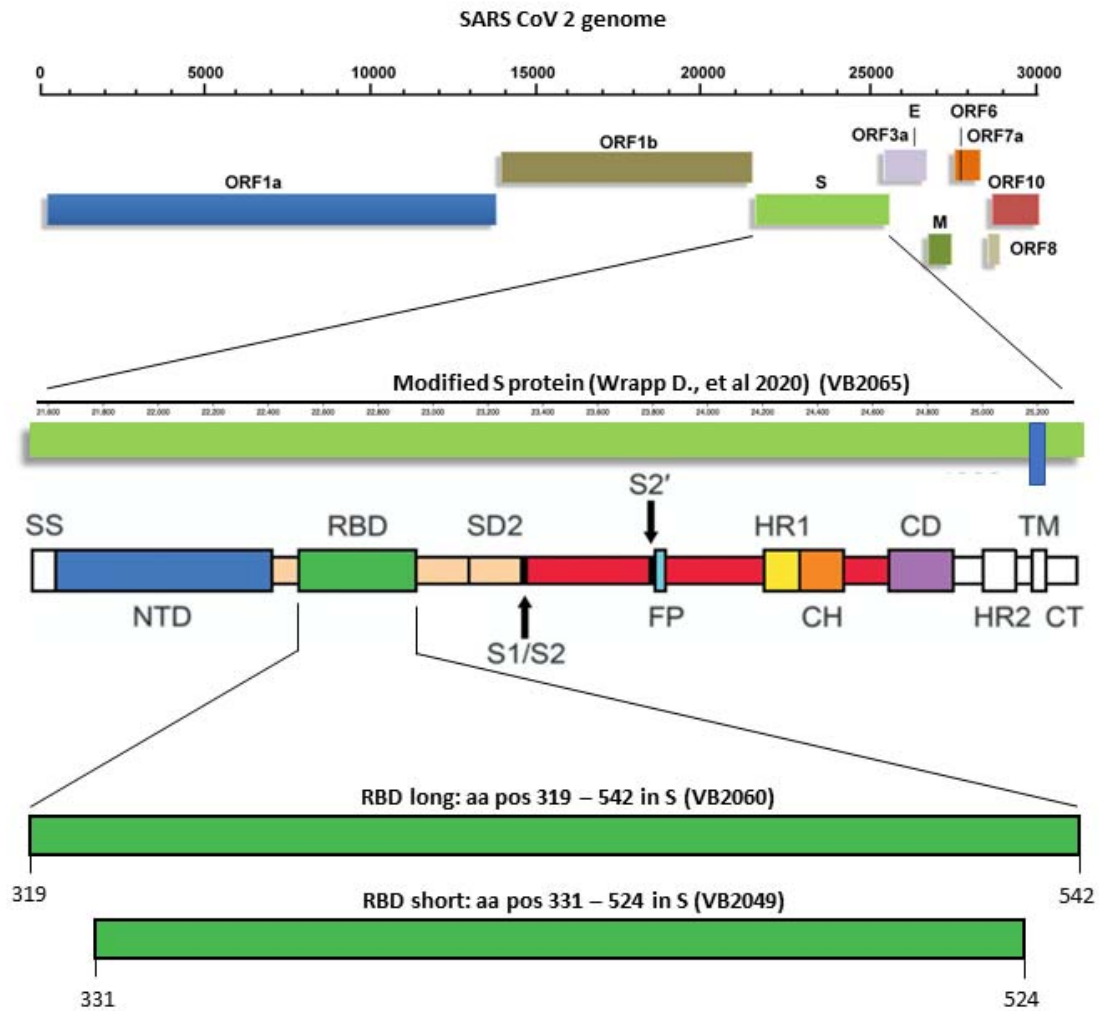 SARS CoV 2 genome
0 5000 10000 15000 20000 25000 30000
E ORF6
ORF3a ORF7a
ORF1b
ORF1a S ORF10
M
ORF8
Modified S protein (Wrapp D., et al 2020) (VB2065)
21,600 21,800 22,000 22,200 22,400 22,600 22,800 23,000 23,200 23,400 23,600 23,800 24,000 24,200 24,400 24,600 24,800 25,000 25,200
S2′
SS RBD SD2 HR1 CD TM
NTD FP CH HR2 CT
S1/S2
RBD long: aa pos 319 – 542 in S (VB2060)
319 542
RBD short: aa pos 331 – 524 in S (VB2049)
331 524